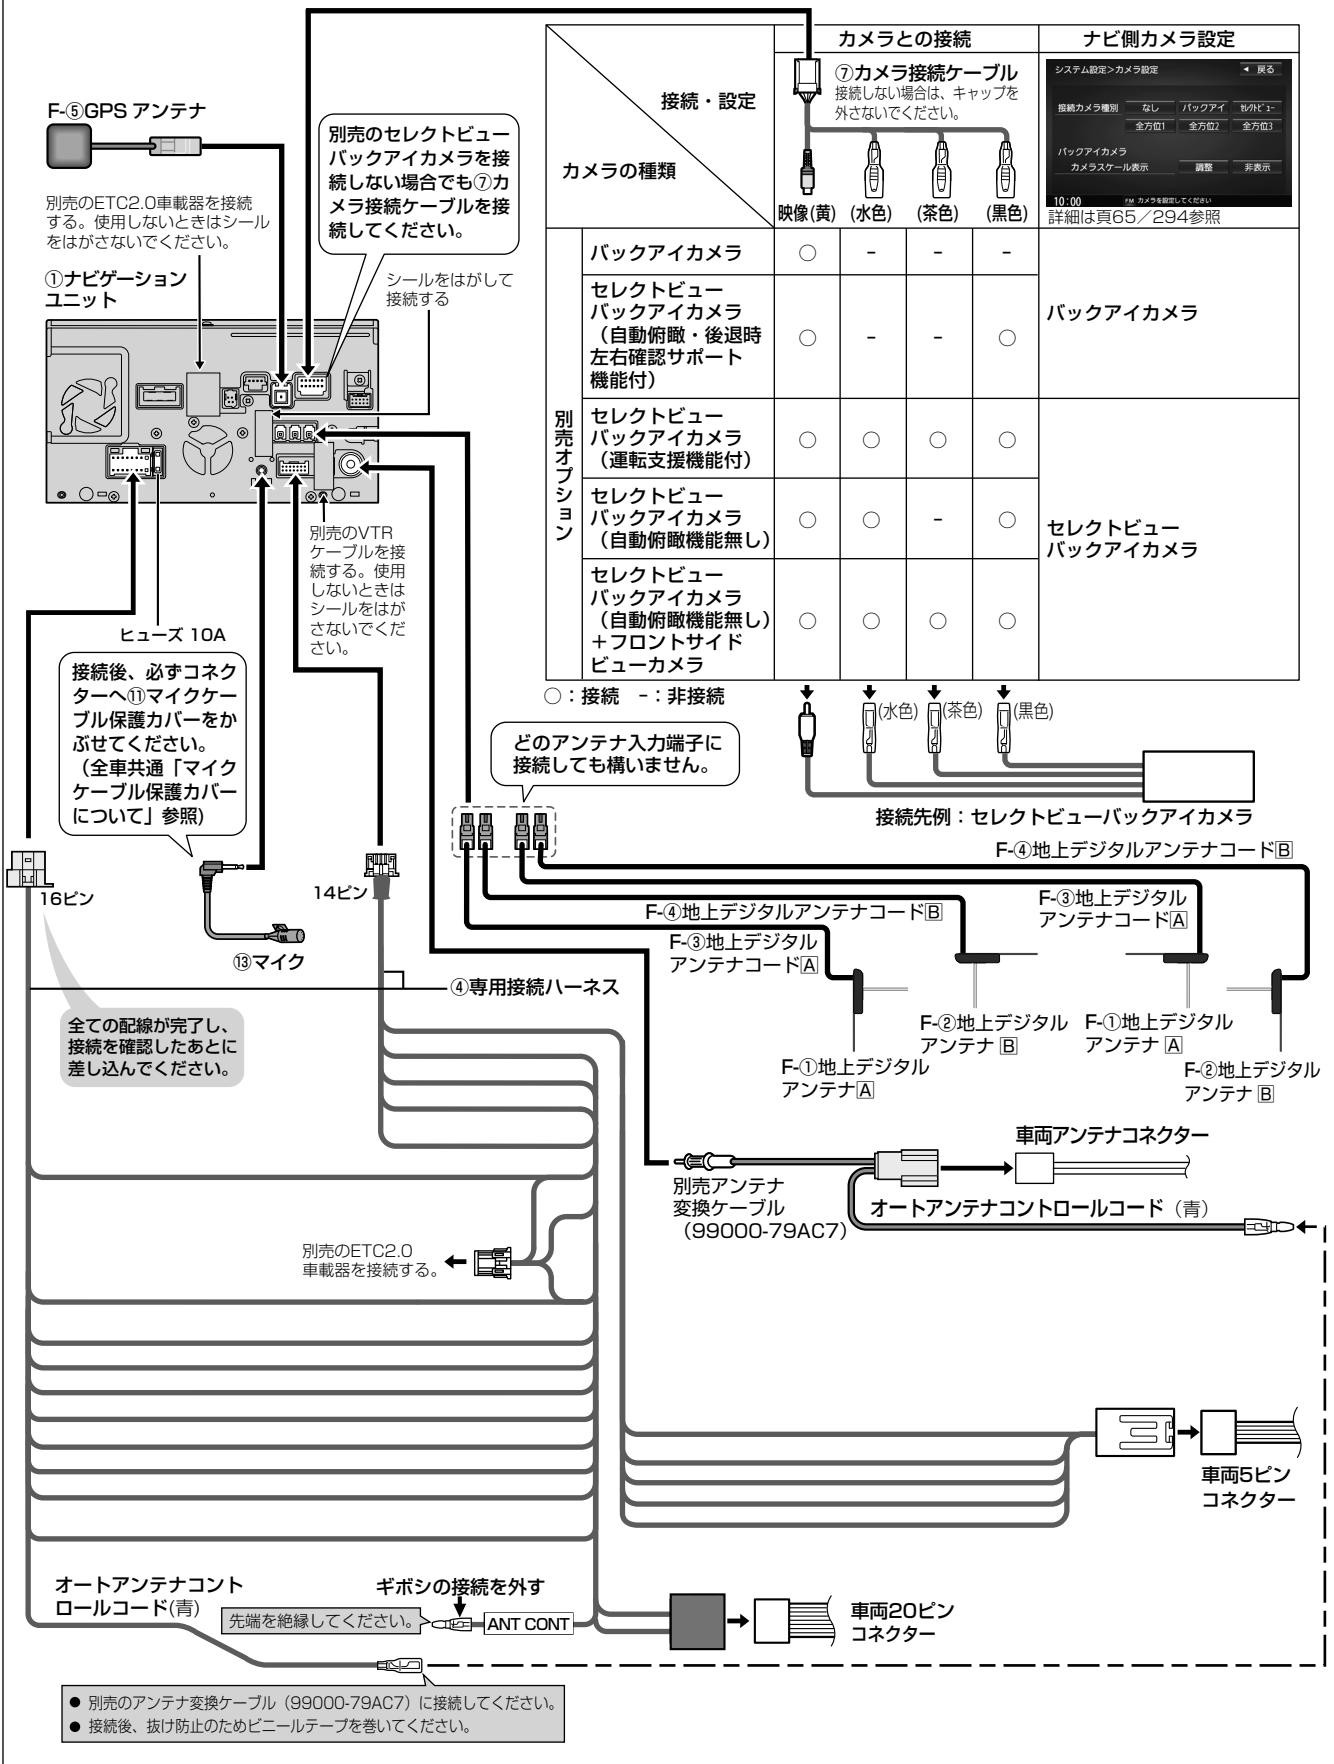 F-⑤GPS アンテナ
別売のETC2.0車載器を接続
する。使用しないときはシール
をはがさないでください。
①ナビゲーション
ユニット
別売のセレクトビュー
バックアイカメラを接
続しない場合でも⑦カ
メラ接続ケーブルを接
続してください。
シールをはがして
接続する
接続・設定
カメラの種類
カメラとの接続
ナビ側カメラ設定
⑦カメラ接続ケーブル
接続しない場合は、キャップを
外さないでください。
映像(黄) (水色) (茶色) (黒色)
システム設定>カメラ設定 ◀ 戻る
接続カメラ種別 なし バックアイ ｾﾚｸﾄﾋﾞｭｰ
全方位1 全方位2 全方位3
バックアイカメラ
カメラスケール表示 調整 非表示
10:00 FM カメラを設定してください
詳細は頁65／294参照
別売オプション
バックアイカメラ ○ - - -
セレクトビュー
バックアイカメラ
（自動俯瞰・後退時
左右確認サポート
機能付） ○ - - ○
バックアイカメラ
セレクトビュー
バックアイカメラ
（運転支援機能付） ○ ○ ○ ○
セレクトビュー
バックアイカメラ
（自動俯瞰機能無し） ○ ○ - ○
セレクトビュー
バックアイカメラ
（自動俯瞰機能無し）
＋フロントサイド
ビューカメラ ○ ○ ○ ○
セレクトビュー
バックアイカメラ
○：接続 -：非接続
(水色) (茶色) (黒色)
接続先例：セレクトビューバックアイカメラ
別売のVTR
ケーブルを接
続する。使用
しないときは
シールをはが
さないでくだ
さい。
ヒューズ 10A
接続後、必ずコネク
ターへ⑪マイクケー
ブル保護カバーをか
ぶせてください。
（全車共通「マイク
ケーブル保護カバー
について」参照)
どのアンテナ入力端子に
接続しても構いません。
16ピン
14ピン
⑬マイク
④専用接続ハーネス
全ての配線が完了し、
接続を確認したあとに
差し込んでください。
F-④地上デジタルアンテナコードB
F-③地上デジタル
アンテナコードA
F-④地上デジタルアンテナコードB
F-③地上デジタル
アンテナコードA
F-②地上デジタル
アンテナ B
F-①地上デジタル
アンテナ A
F-①地上デジタル
アンテナA
F-②地上デジタル
アンテナ B
車両アンテナコネクター
別売アンテナ
変換ケーブル
（99000-79AC7）
オートアンテナコントロールコード（青）
別売のETC2.0
車載器を接続する。
車両5ピン
コネクター
オートアンテナコント
ロールコード(青)
ギボシの接続を外す
先端を絶縁してください。
ANT CONT
車両20ピン
コネクター
● 別売のアンテナ変換ケーブル（99000-79AC7）に接続してください。
● 接続後、抜け防止のためビニールテープを巻いてください。